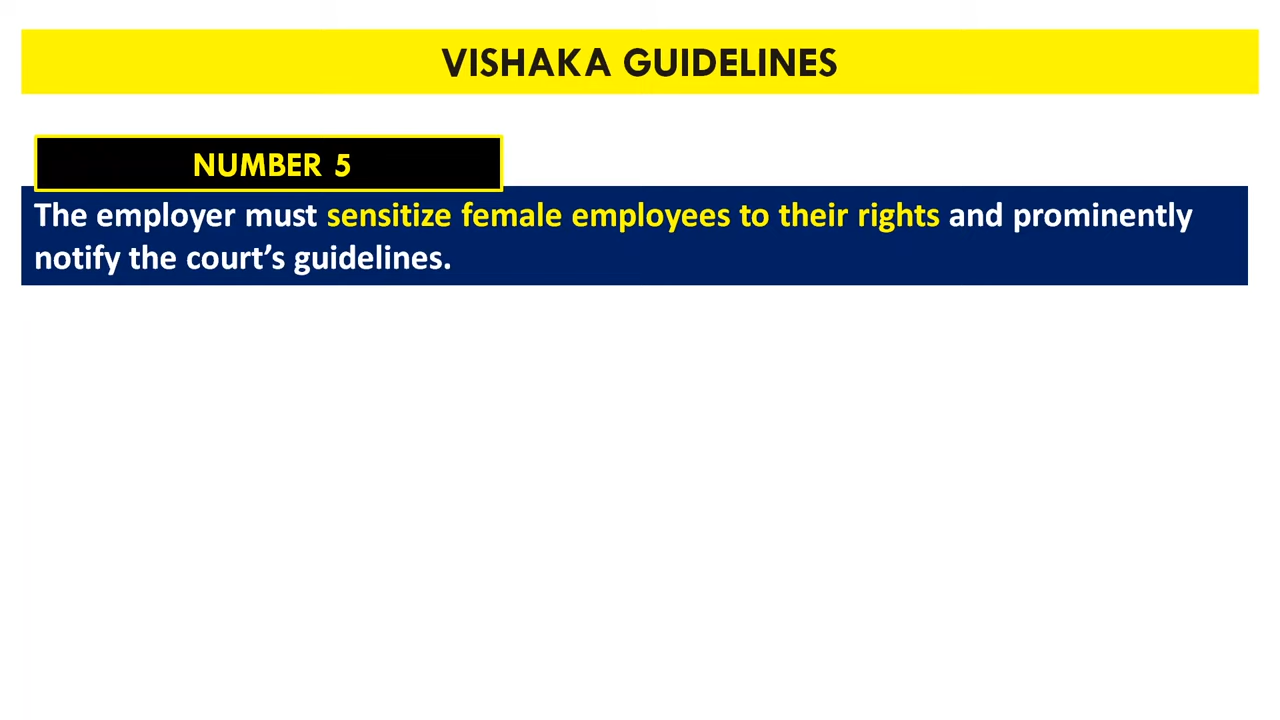 VISHAKA GUIDELINES
NUMBER 5
The employer must sensitize female employees to their rights and prominently
notify the court's guidelines.